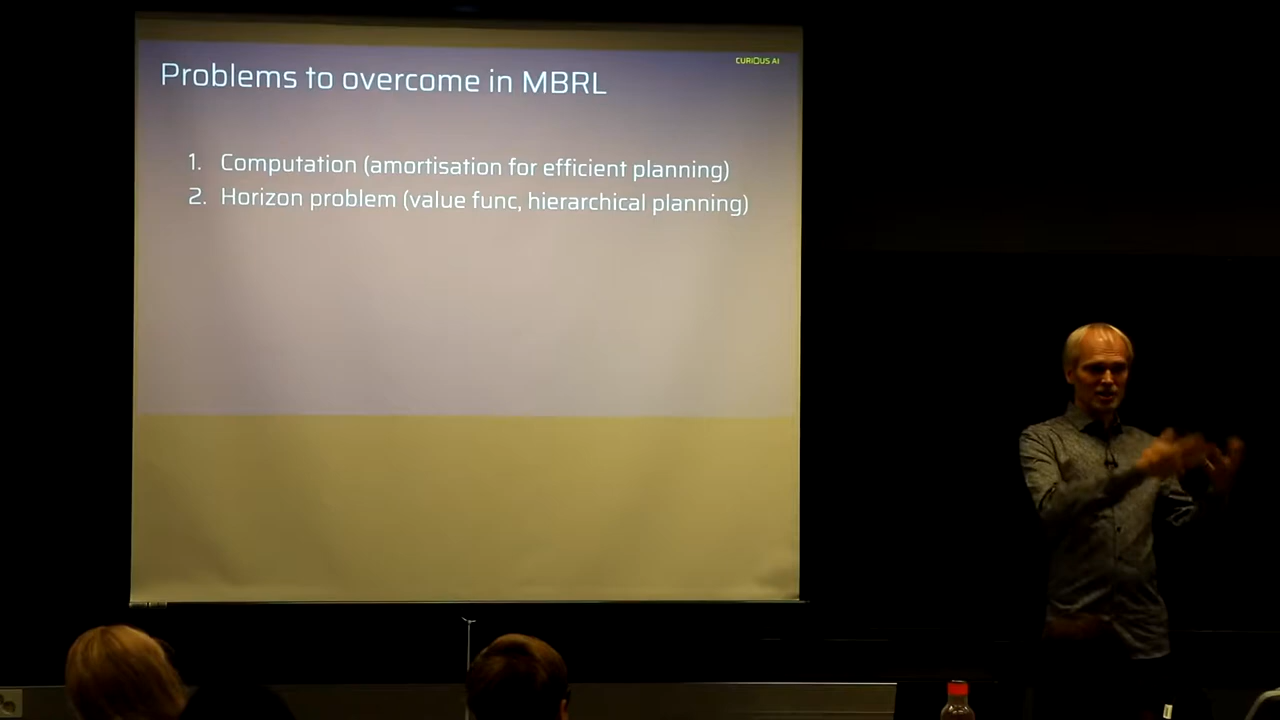 CURIOUS AI
Problems to overcome in MBRL
1. Computation (amortisation for efficient planning)
2. Horizon problem (value func, hierarchical planning)